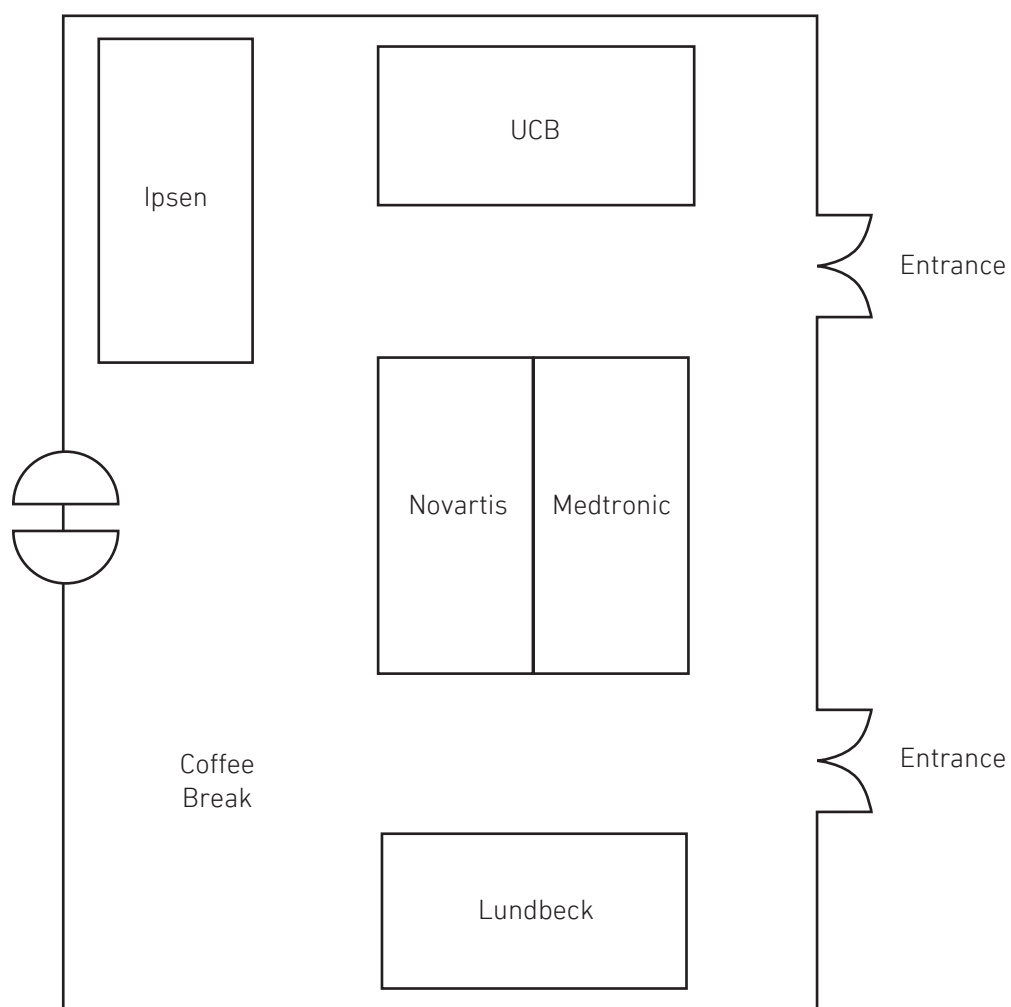 UCB
Ipsen
Entrance
Novartis
Medtronic
Entrance
Coffee
Break
Lundbeck